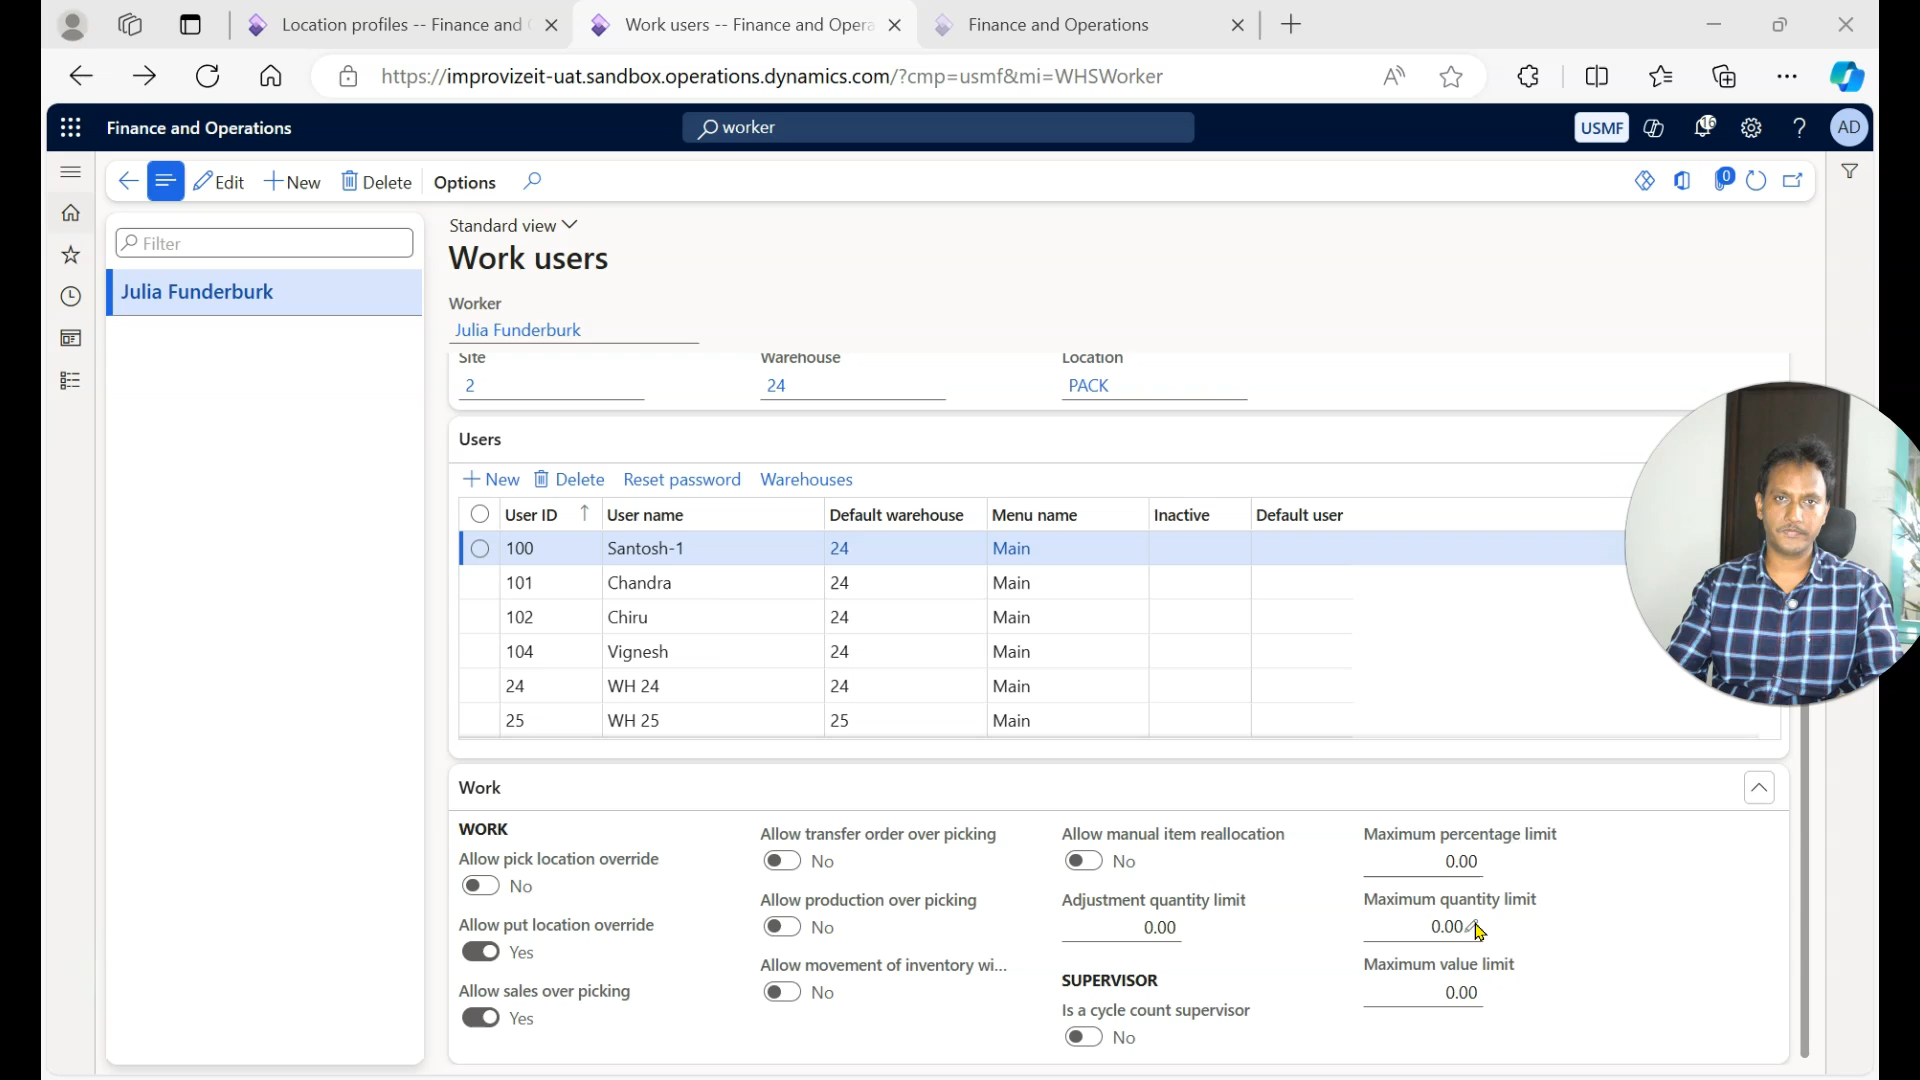 Location profiles -- Finance and O
Work users -- Finance and Opera
Finance and Operations
https://improvizeit-uat.sandbox.operations.dynamics.com/?cmp=usmf&mi=WHSWorker
Finance and Operations
worker
USMF
16
AD
Edit
New
Delete
Options
0
Filter
Julia Funderburk
Standard view
Work users
Worker
Julia Funderburk
Site
Warehouse
Location
2
24
PACK
Users
New
Delete
Reset password
Warehouses
User ID
User name
Default warehouse
Menu name
Inactive
Default user
100 Santosh-1 24 Main
101 Chandra 24 Main
102 Chiru 24 Main
104 Vignesh 24 Main
24 WH 24 24 Main
25 WH 25 25 Main
Work
WORK
Allow pick location override
No
Allow put location override
Yes
Allow sales over picking
Yes
Allow transfer order over picking
No
Allow production over picking
No
Allow movement of inventory wi...
No
Allow manual item reallocation
No
Adjustment quantity limit
0.00
SUPERVISOR
Is a cycle count supervisor
No
Maximum percentage limit
0.00
Maximum quantity limit
0.00
Maximum value limit
0.00